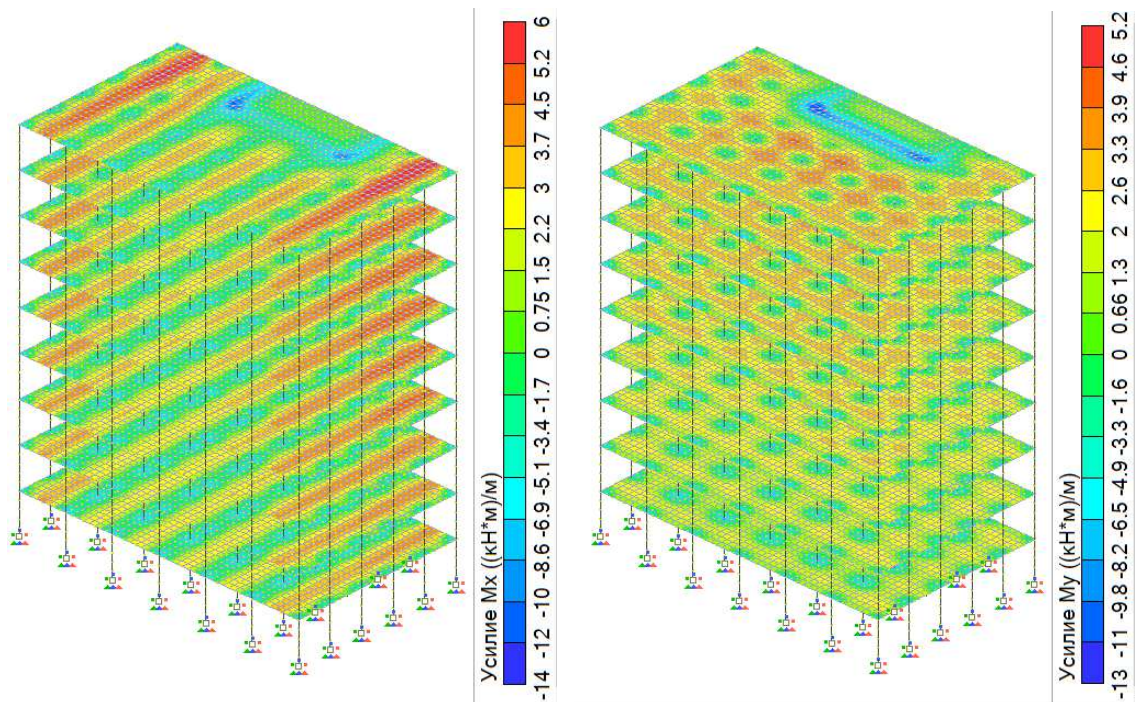 Усилие Mx ((кН*м)/м)
-14 -12 -10 -8.6 -6.9 -5.1 -3.4 -1.7 0 0.75 1.5 2.2 3 3.7 4.5 5.2 6
Усилие My ((кН*м)/м)
-13 -11 -9.8 -8.2 -6.5 -4.9 -3.3 -1.6 0 0.66 1.3 2 2.6 3.3 3.9 4.6 5.2